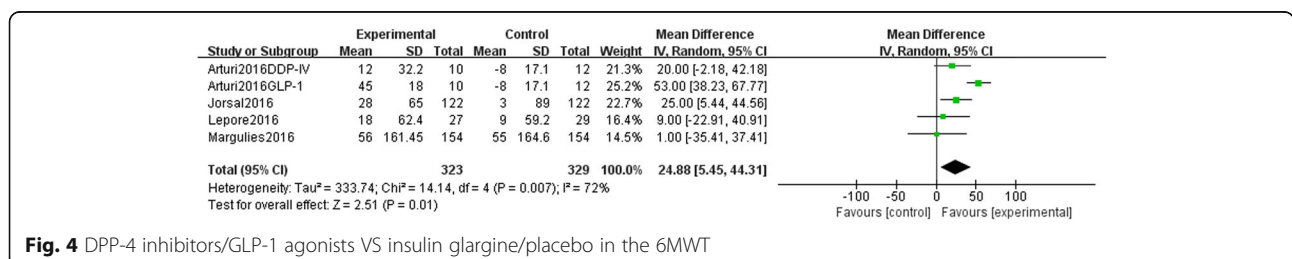 Experimental Control Mean Difference Mean Difference
Study or Subgroup Mean SD Total Mean SD Total Weight IV, Random, 95% CI IV, Random, 95% CI
Arturi2016DDP-IV 12 32.2 10 -8 17.1 12 21.3% 20.00 [-2.18, 42.18]
Arturi2016GLP-1 45 18 10 -8 17.1 12 25.2% 53.00 [38.23, 67.77]
Jorsal2016 28 65 122 3 89 122 22.7% 25.00 [5.44, 44.56]
Lepore2016 18 62.4 27 9 59.2 29 16.4% 9.00 [-22.91, 40.91]
Margulies2016 56 161.45 154 55 164.6 154 14.5% 1.00 [-35.41, 37.41]
Total (95% CI) 323 329 100.0% 24.88 [5.45, 44.31]
Heterogeneity: Tau² = 333.74; Chi² = 14.14, df = 4 (P = 0.007); I² = 72%
Test for overall effect: Z = 2.51 (P = 0.01)
-100 -50 0 50 100
Favours [control] Favours [experimental]
Fig. 4 DPP-4 inhibitors/GLP-1 agonists VS insulin glargine/placebo in the 6MWT